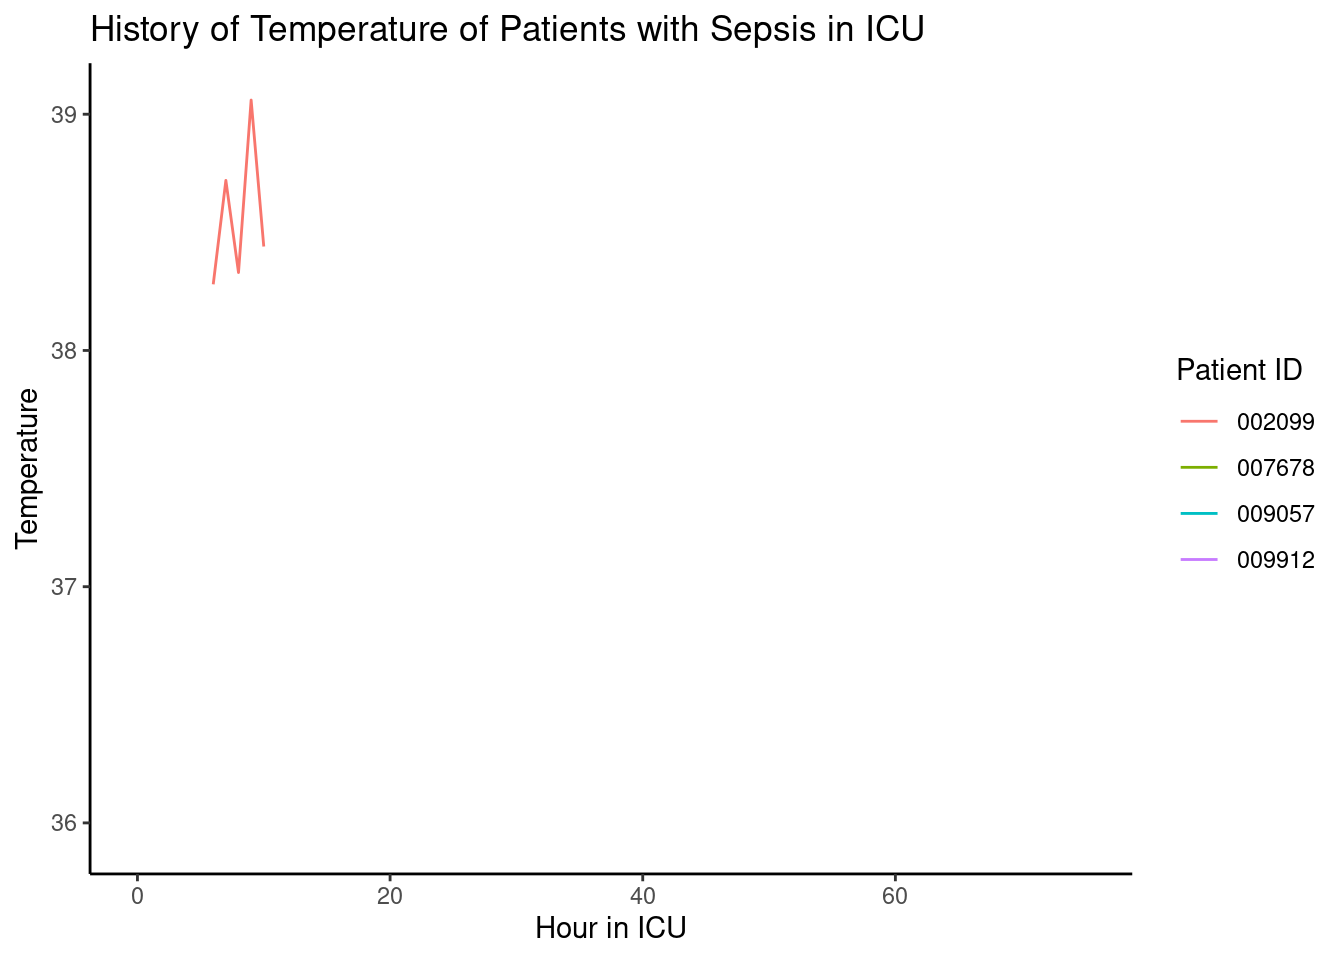 History of Temperature of Patients with Sepsis in ICU
39
38
37
36
Temperature
0 20 40 60
Hour in ICU
Patient ID
002099
007678
009057
009912